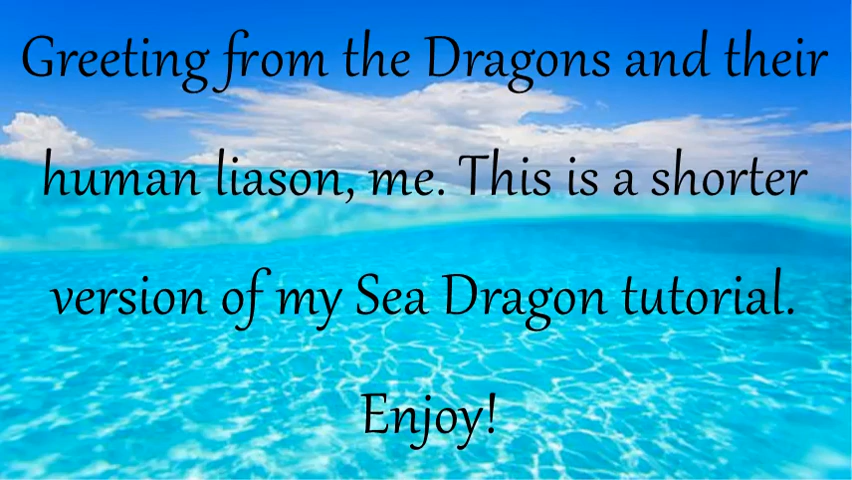 Greeting from the Dragons and their
human liason, me. This is a shorter
version of my Sea Dragon tutorial.
Enjoy!